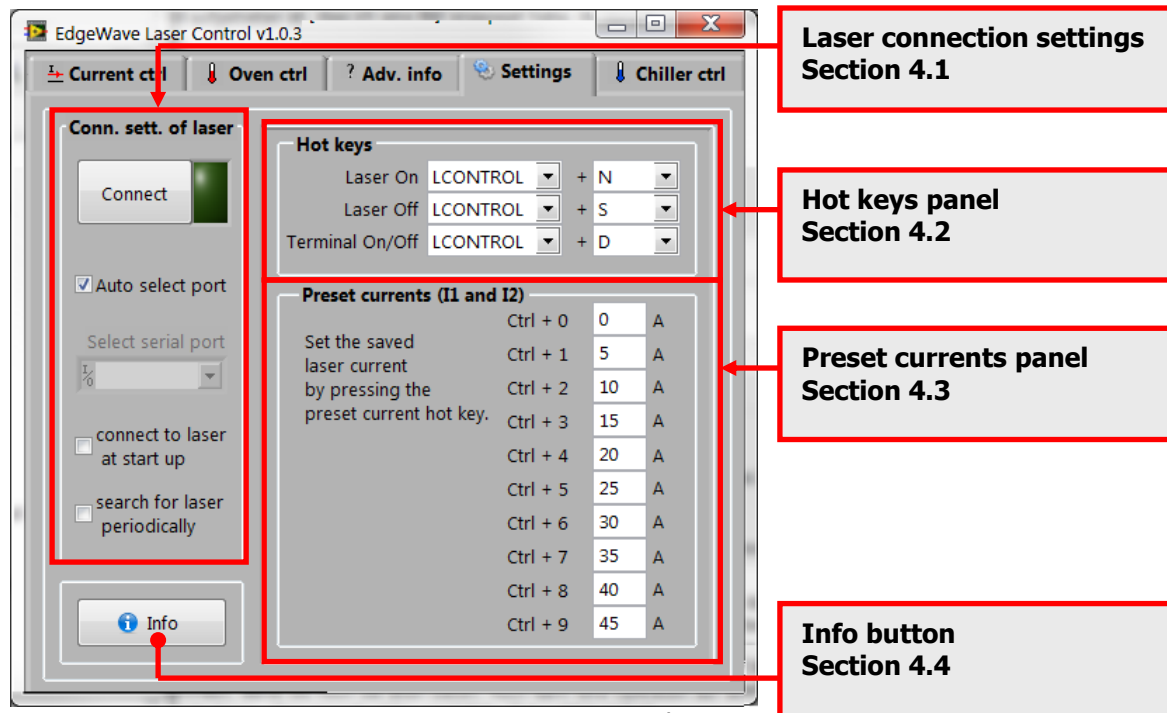 EdgeWave Laser Control v1.0.3
Current ctrl
Oven ctrl
? Adv. info
Settings
Chiller ctrl
Conn. sett. of laser
Connect
Auto select port
Select serial port
I/0
connect to laser
at start up
search for laser
periodically
Info
Hot keys
Laser On LCONTROL + N
Laser Off LCONTROL + S
Terminal On/Off LCONTROL + D
Preset currents (I1 and I2)
Set the saved
laser current
by pressing the
preset current hot key.
Ctrl + 0 0 A
Ctrl + 1 5 A
Ctrl + 2 10 A
Ctrl + 3 15 A
Ctrl + 4 20 A
Ctrl + 5 25 A
Ctrl + 6 30 A
Ctrl + 7 35 A
Ctrl + 8 40 A
Ctrl + 9 45 A
Laser connection settings
Section 4.1
Hot keys panel
Section 4.2
Preset currents panel
Section 4.3
Info button
Section 4.4